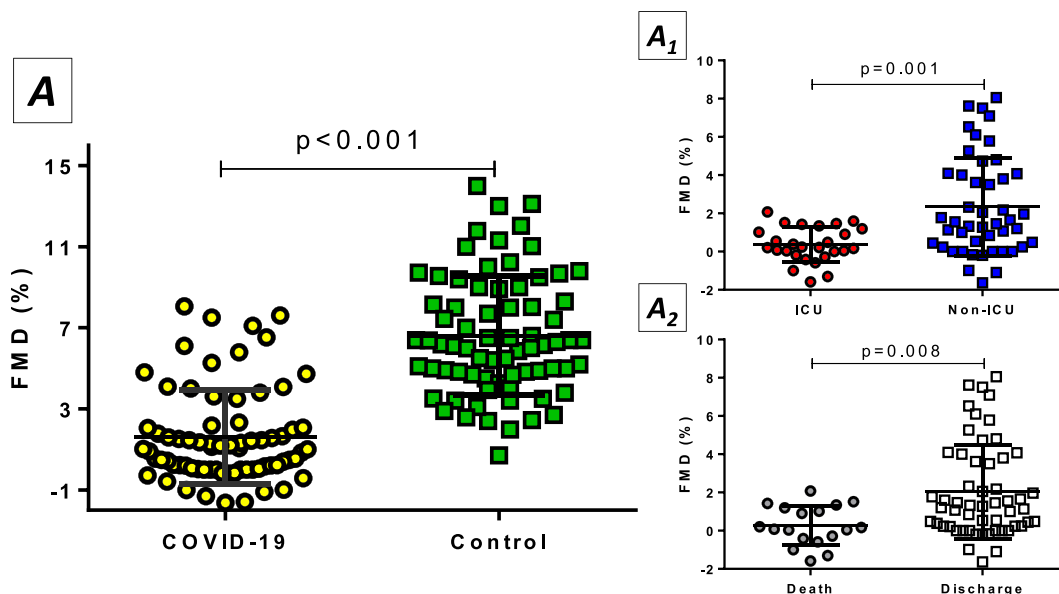 A
p<0.001
FMD (%)
15
11
7
3
-1
COVID-19
Control
A1
p=0.001
FMD (%)
10
8
6
4
2
0
-2
ICU
Non-ICU
A2
p=0.008
FMD (%)
10
8
6
4
2
0
-2
Death
Discharge